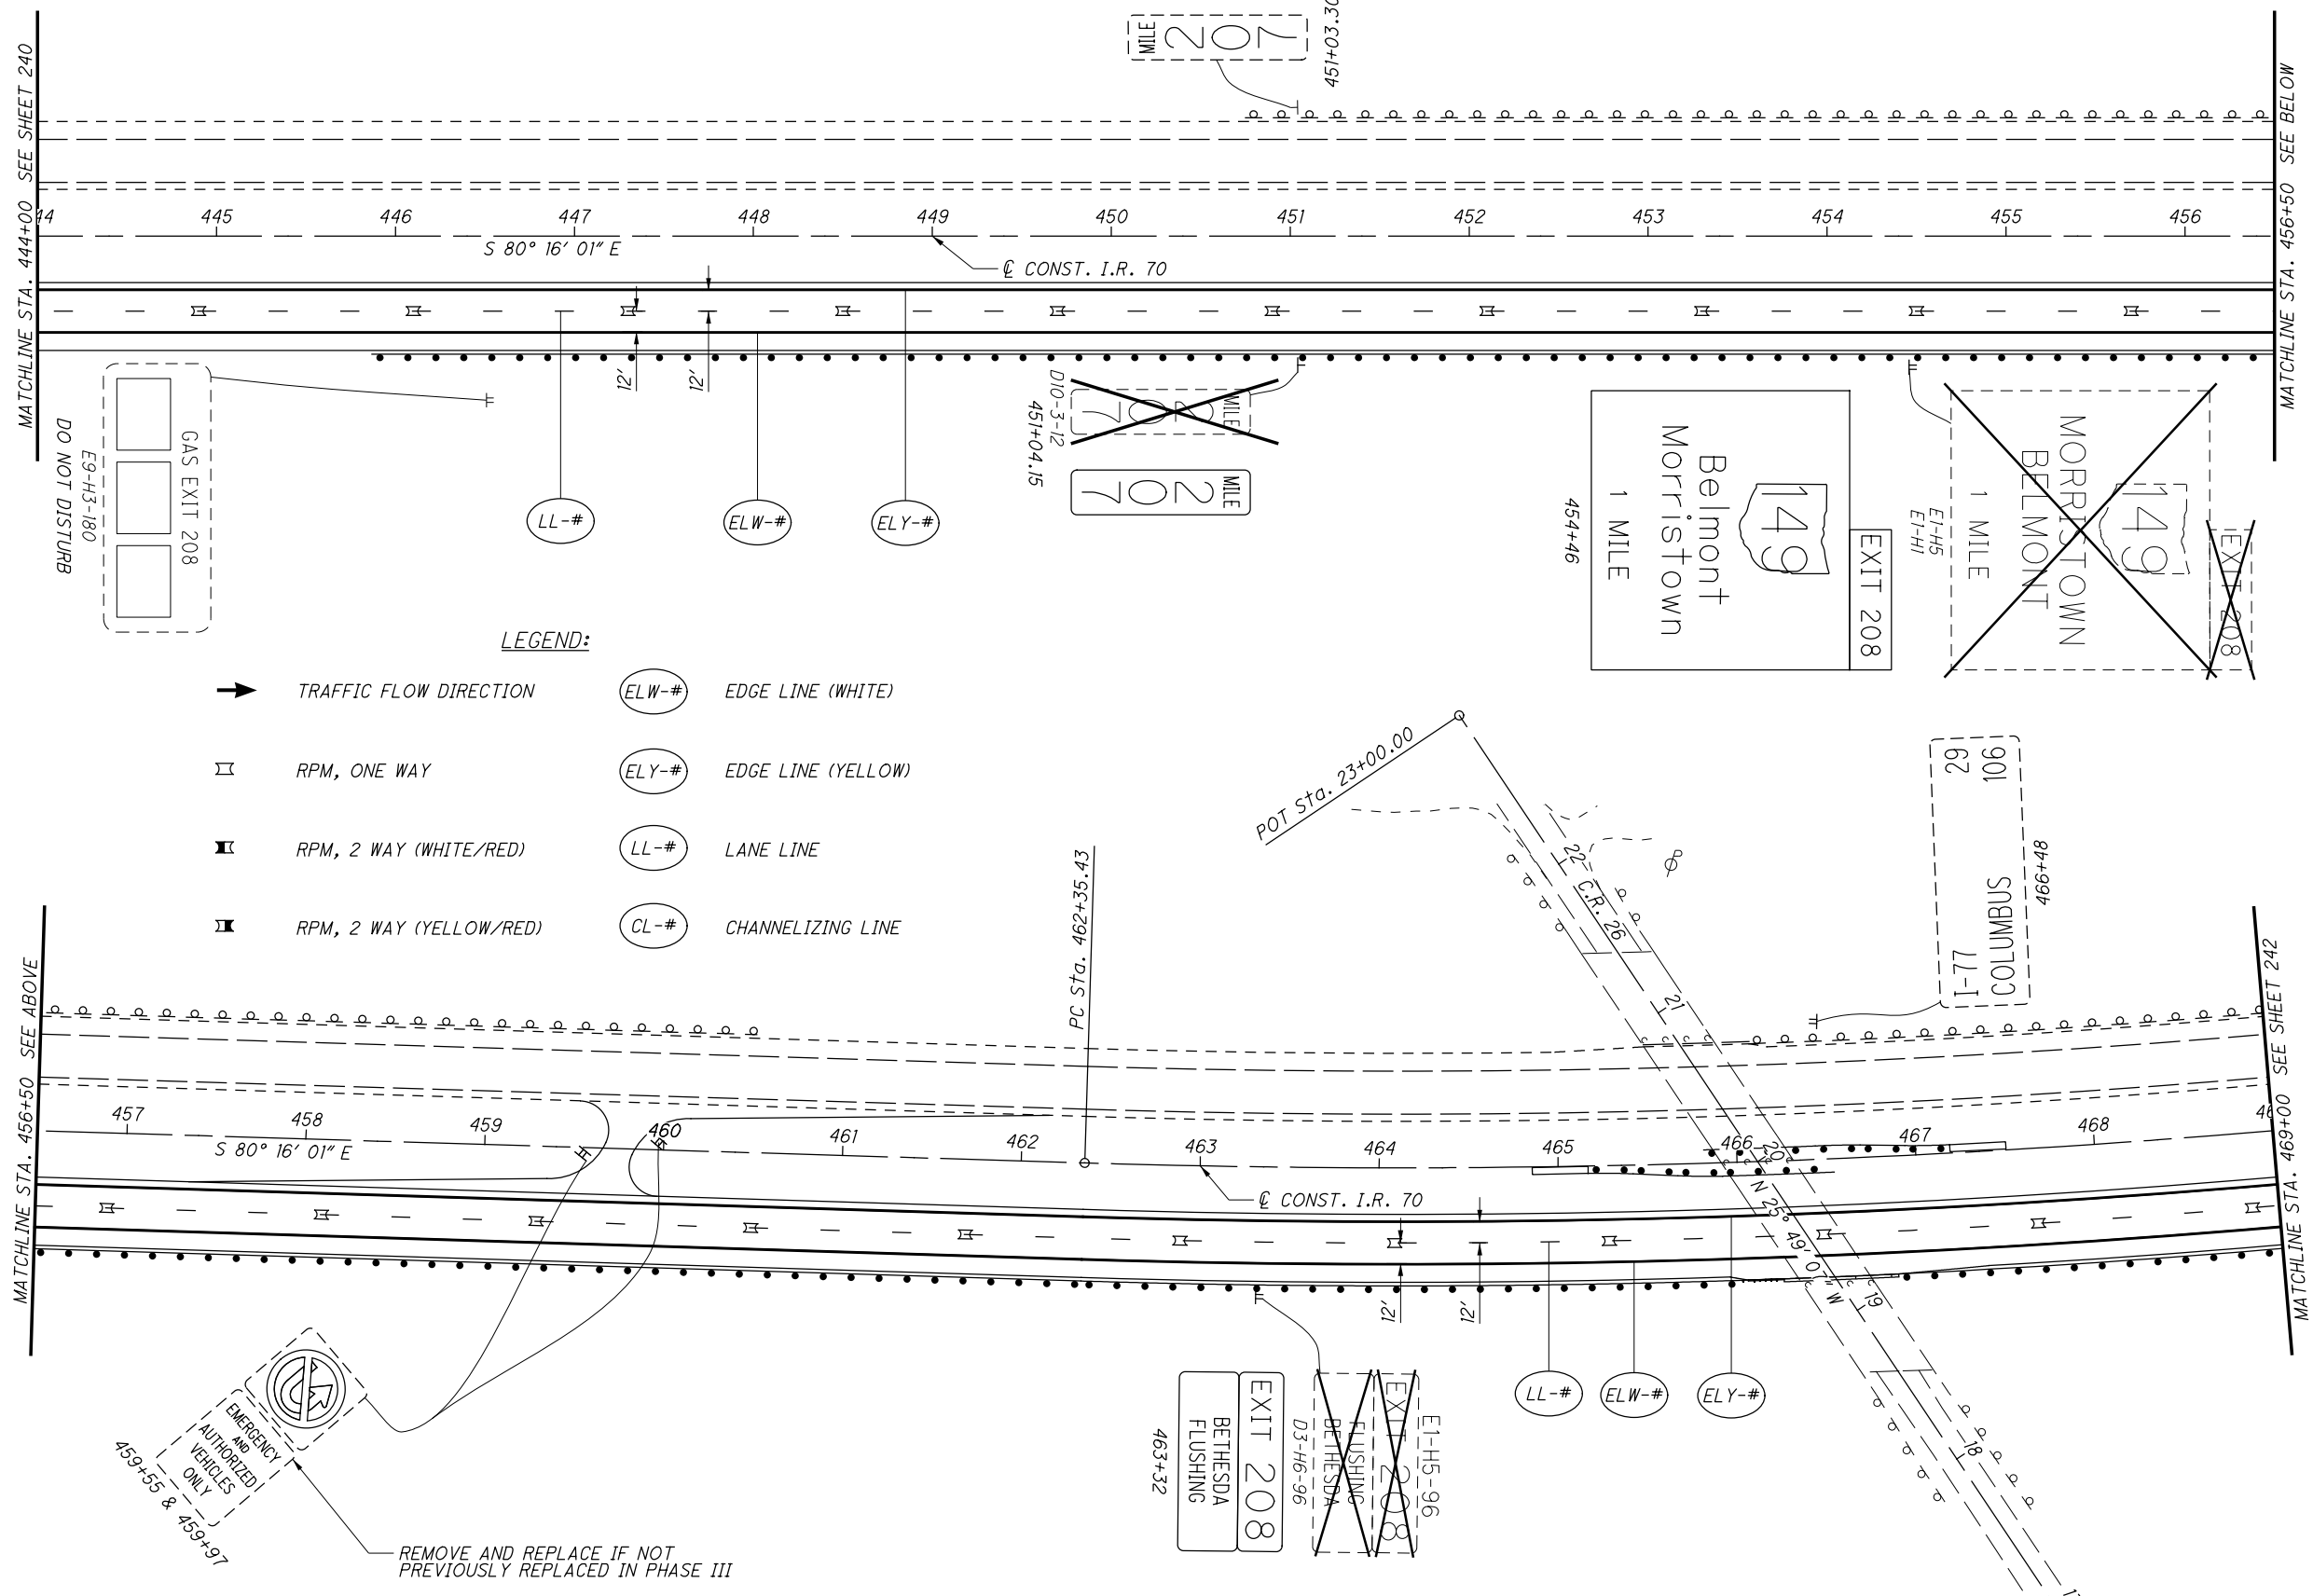 MATCHLINE STA. 444+00 SEE SHEET 240
MILE
207
451+03.30
MATCHLINE STA. 456+50 SEE BELOW
445
446
447
448
449
450
451
452
453
454
455
456
S 80° 16' 01" E
℄ CONST. I.R. 70
12'
12'
GAS EXIT 208
E9-H3-180
DO NOT DISTURB
LL-#
ELW-#
ELY-#
MILE
207
D10-3-12
451+04.15
MILE
207
EXIT 208
149
Belmont
Morristown
1 MILE
454+46
EXIT 208
149
MORRISTOWN
BELMONT
1 MILE
E1-H5
E1-H1
LEGEND:
TRAFFIC FLOW DIRECTION
ELW-# EDGE LINE (WHITE)
RPM, ONE WAY
ELY-# EDGE LINE (YELLOW)
RPM, 2 WAY (WHITE/RED)
LL-# LANE LINE
RPM, 2 WAY (YELLOW/RED)
CL-# CHANNELIZING LINE
POT Sta. 23+00.00
22
C.R. 26
21
20
N 25° 49'
W
19
18
I-77 29
COLUMBUS 106
466+48
PC Sta. 462+35.43
MATCHLINE STA. 456+50 SEE ABOVE
MATCHLINE STA. 469+00 SEE SHEET 242
457
458
459
460
461
462
463
464
465
466
467
468
S 80° 16' 01" E
℄ CONST. I.R. 70
12'
12'
LL-#
ELW-#
ELY-#
EMERGENCY
AND
AUTHORIZED
VEHICLES
ONLY
459+55 & 459+97
REMOVE AND REPLACE IF NOT
PREVIOUSLY REPLACED IN PHASE III
EXIT 208
BETHESDA
FLUSHING
463+32
E1-H5-96
EXIT 208
FLUSHING
BETHESDA
D3-H6-96